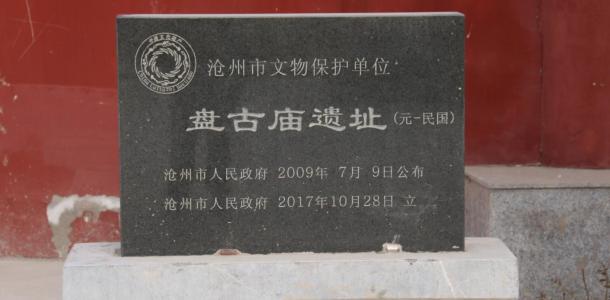 沧州市文物保护单位
盘古庙遗址(元-民国)
沧州市人民政府 2009年 7月 9日公布
沧州市人民政府 2017年10月28日 立